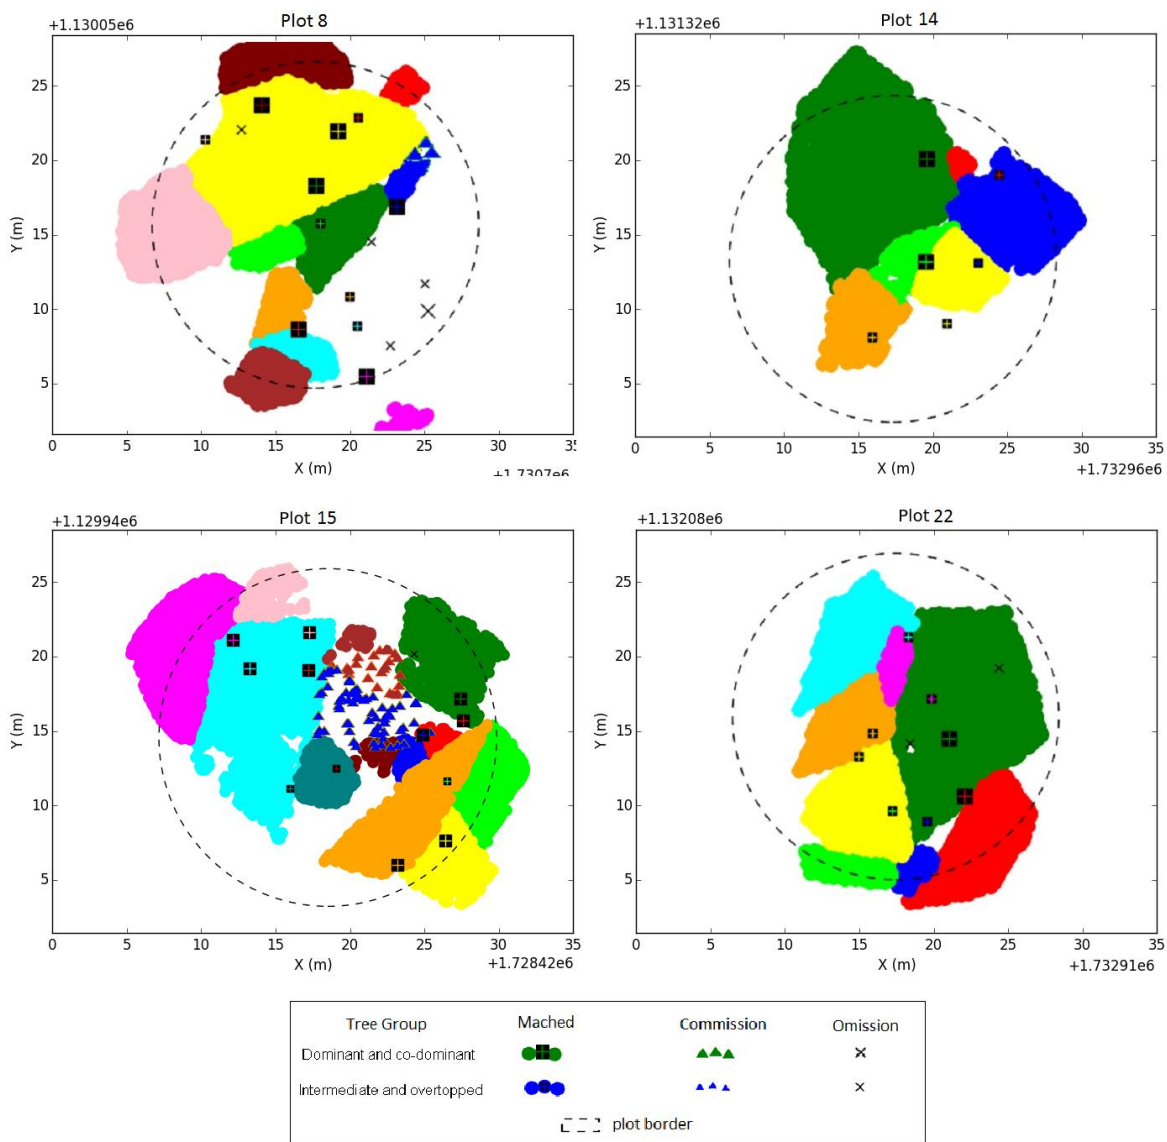 +1.13005e6 Plot 8
25
20
15
10
5
Y (m)
0 5 10 15 20 25 30 35
X (m)
+1.7307e6
+1.13132e6 Plot 14
25
20
15
10
5
Y (m)
0 5 10 15 20 25 30 35
X (m)
+1.73296e6
+1.12994e6 Plot 15
25
20
15
10
5
Y (m)
0 5 10 15 20 25 30 35
X (m)
+1.72842e6
+1.13208e6 Plot 22
25
20
15
10
5
Y (m)
0 5 10 15 20 25 30 35
X (m)
+1.73291e6
Tree Group Mached Commission Omission
Dominant and co-dominant
Intermediate and overtopped
plot border